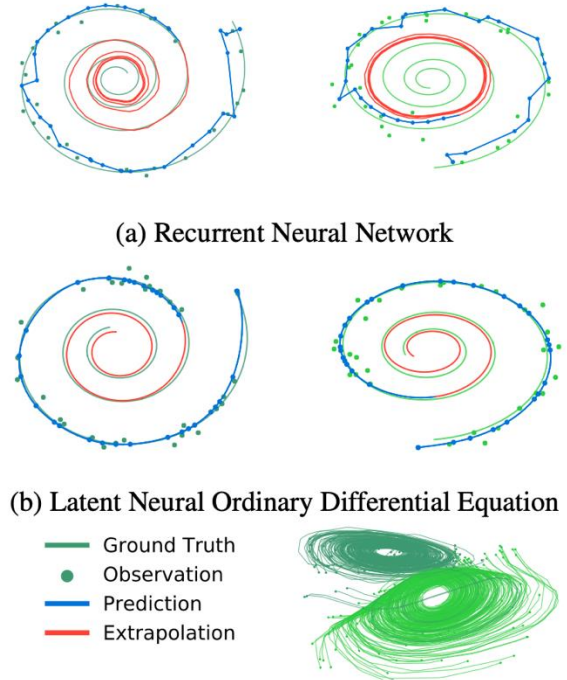 (a) Recurrent Neural Network
(b) Latent Neural Ordinary Differential Equation
Ground Truth
Observation
Prediction
Extrapolation